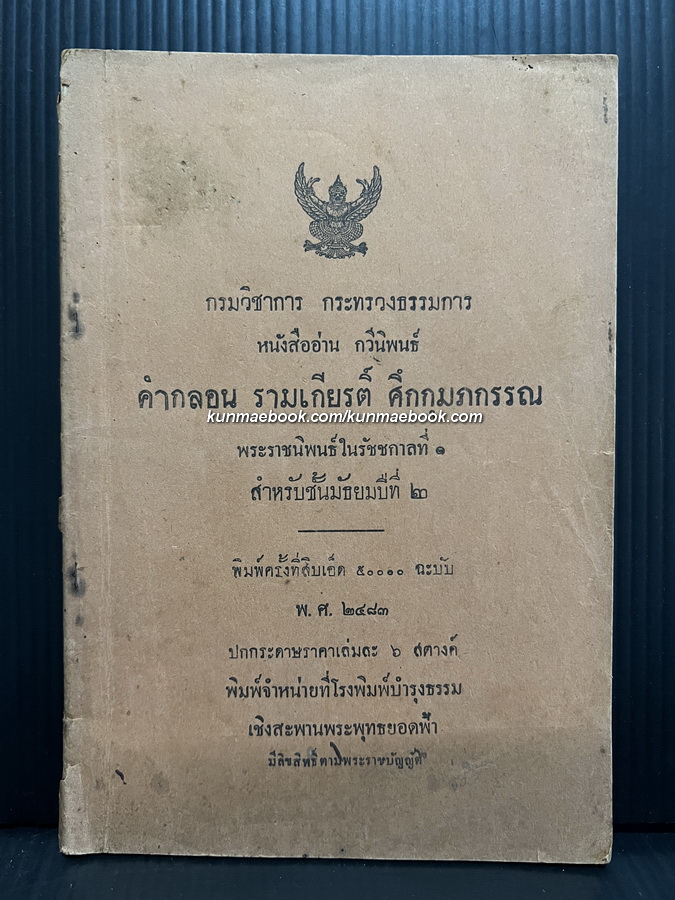 กรมวิชาการ กระทรวงธรรมการ
หนังสืออ่าน กวีนิพนธ์
คำกลอน รามเกียรติ์ ศึกกุมภกรรณ
kunmaebook.com/kunmaebook.com
พระราชนิพนธ์ในรัชชกาลที่ ๑
สำหรับชั้นมัธยมปีที่ ๒
พิมพ์ครั้งที่สิบเอ็ด ๕๐๐๑๐ ฉะบับ
พ.ศ. ๒๔๘๓
ปกกระดาษราคาเล่มละ ๖ สตางค์
พิมพ์จำหน่ายที่โรงพิมพ์บำรุงธรรม
เชิงสะพานพระพุทธยอดฟ้า
มีลิขสิทธิ์ตามพระราชบัญญัติ